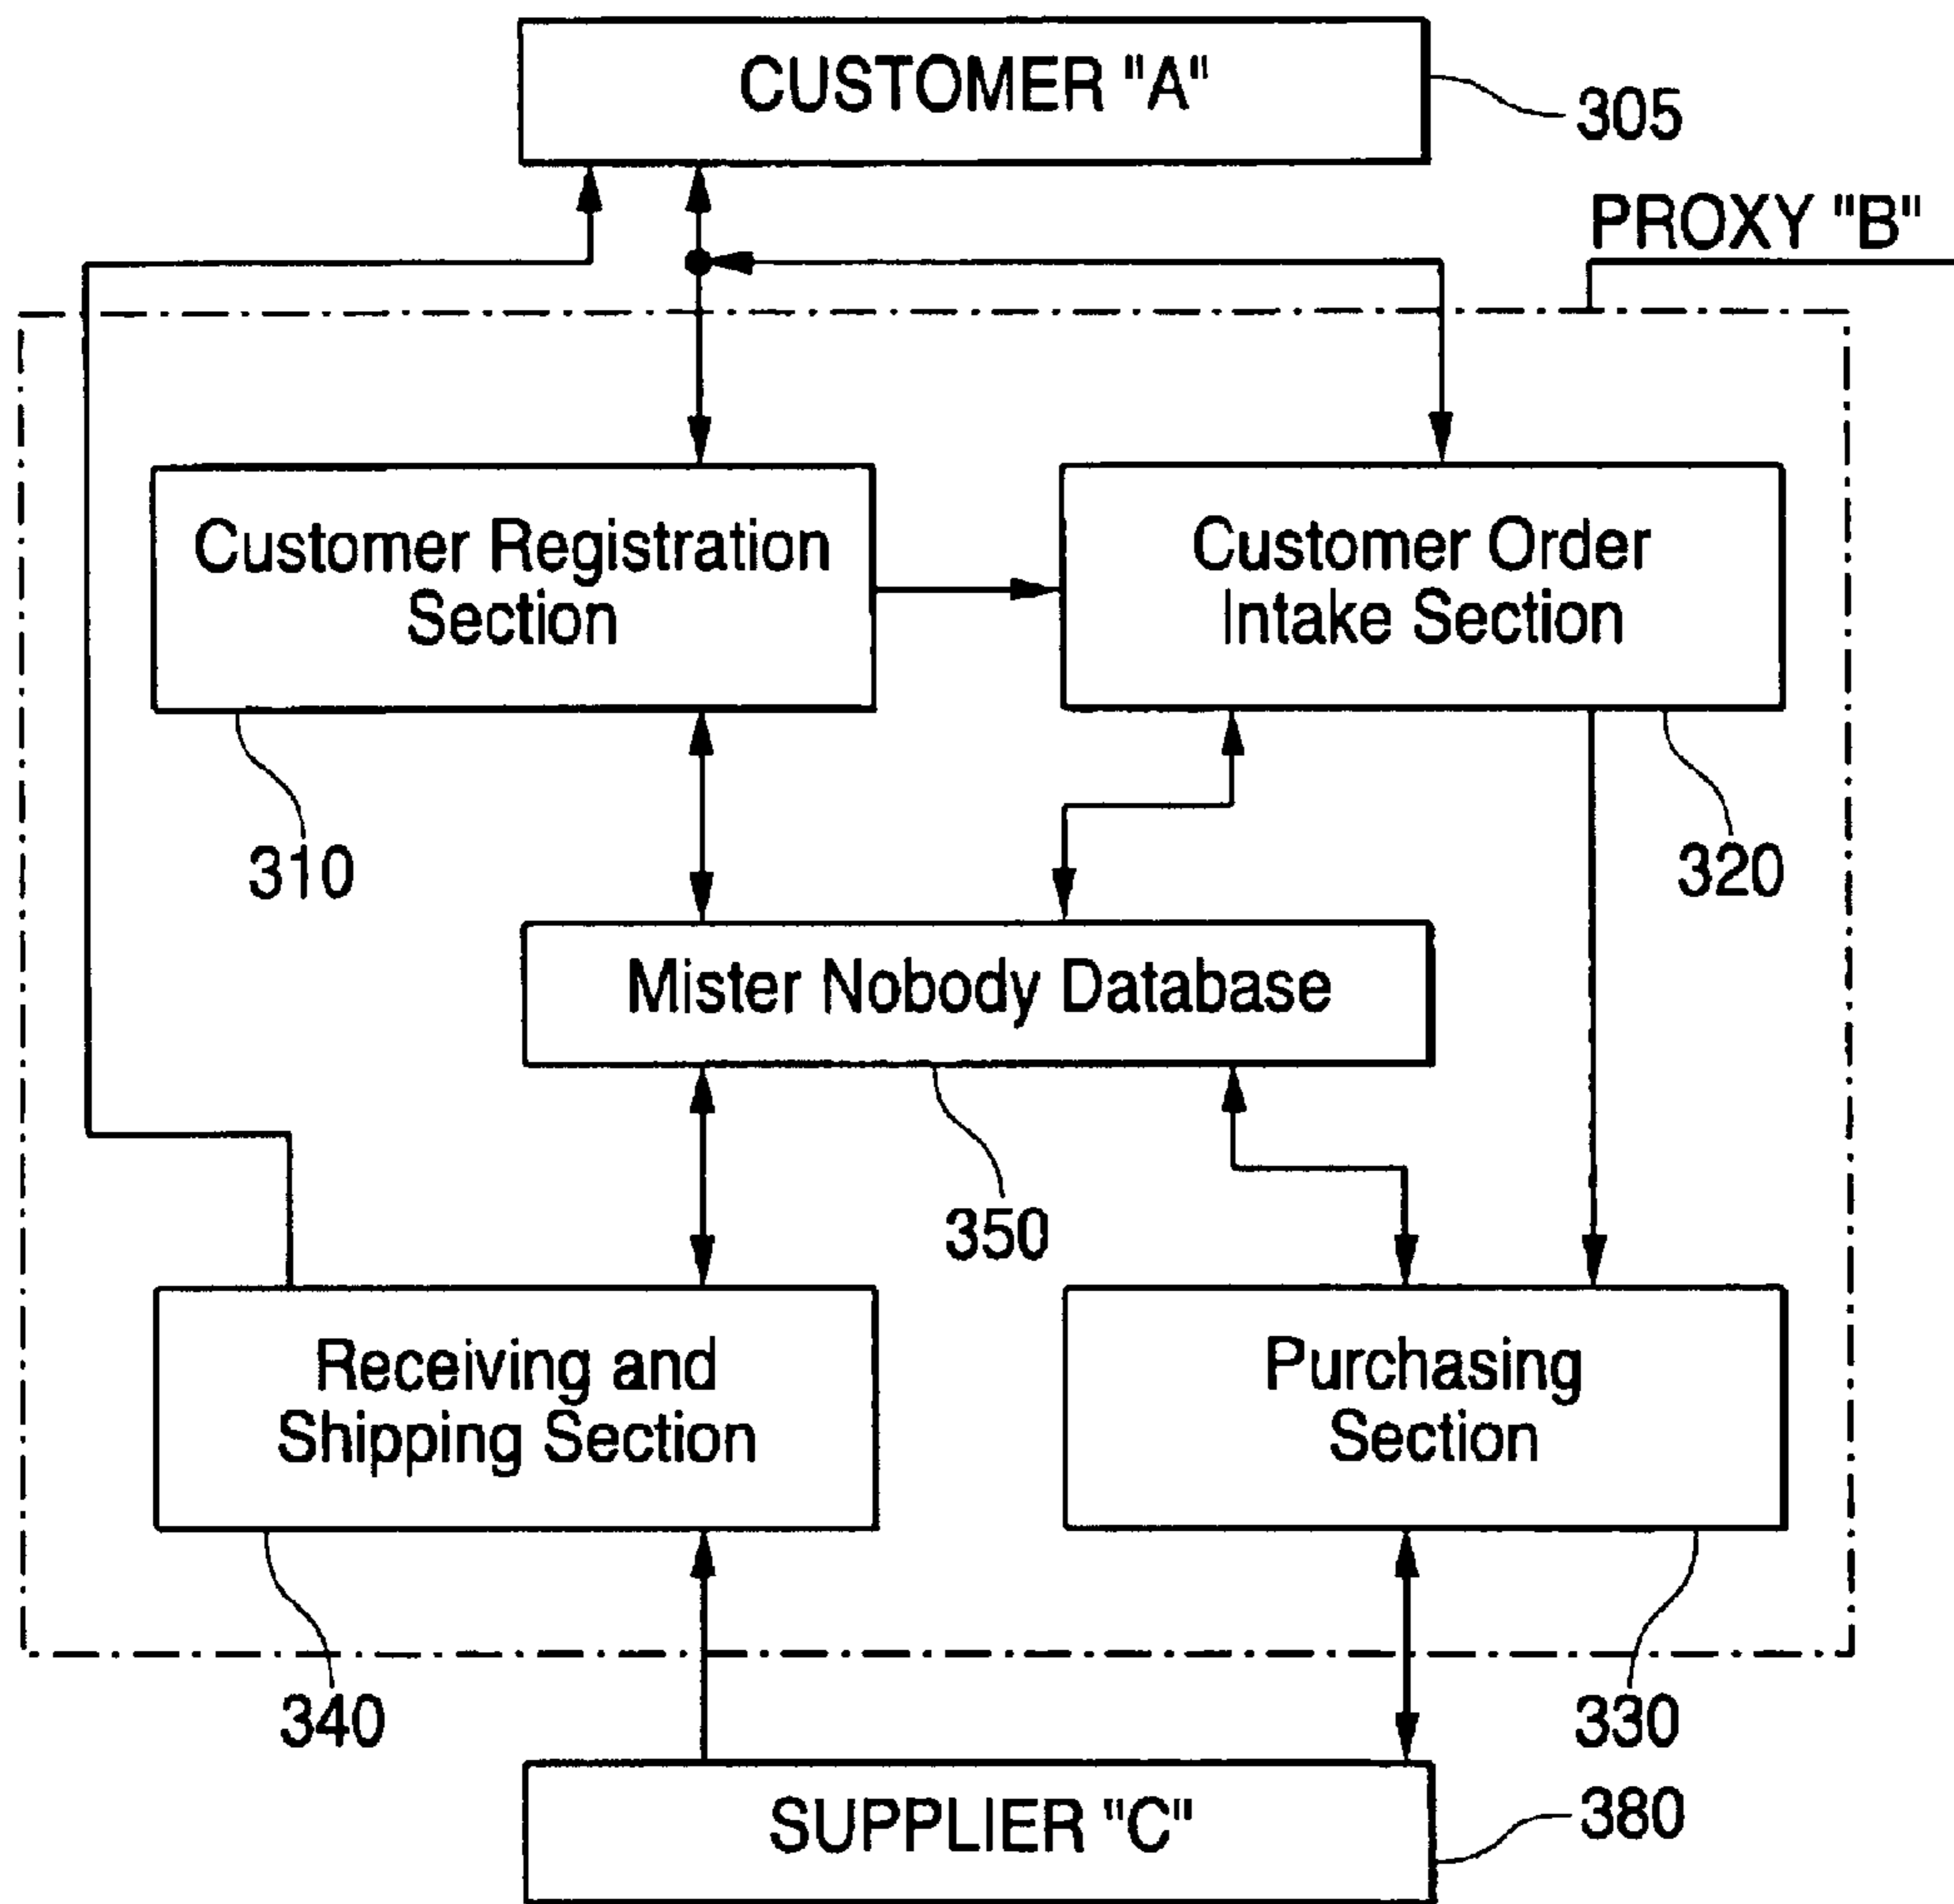 CUSTOMER "A"
305
PROXY "B"
Customer Registration
Section
Customer Order
Intake Section
310
320
Mister Nobody Database
350
Receiving and
Shipping Section
Purchasing
Section
340
330
SUPPLIER "C"
380